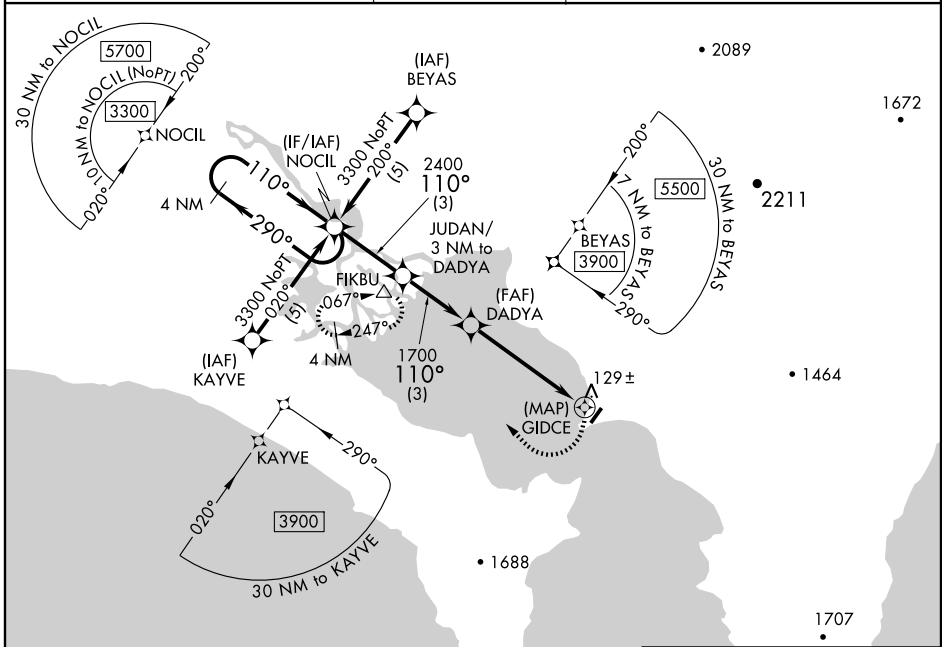 30 NM to NOCIL
5700
200°
10 NM to NOCIL (NoPT)
3300
NOCIL
020°
(IAF)
BEYAS
3300 NoPT
200°
(5)
(IF/IAF)
NOCIL
110°
4 NM
290°
2400
110°
(3)
JUDAN/
3 NM to
DADYA
FIKBU
067°
247°
4 NM
3300 NoPT
020°
(5)
(IAF)
KAYVE
(FAF)
DADYA
1700
110°
(3)
129±
(MAP)
GIDCE
2089
1672
2211
200°
30 NM to BEYAS
5500
7 NM to BEYAS
BEYAS
3900
290°
1464
KAYVE
290°
020°
3900
30 NM to KAYVE
1688
1707